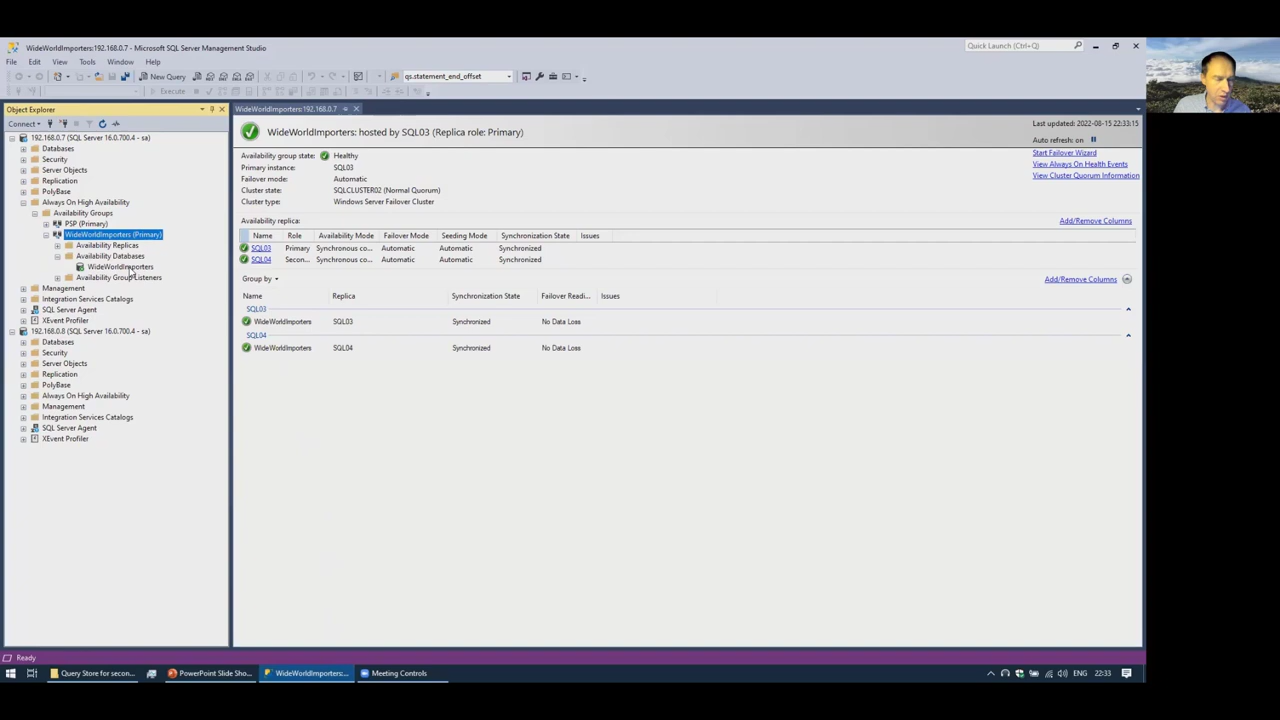 WideWorldImporters:192.168.0.7 - Microsoft SQL Server Management Studio
Quick Launch (Ctrl+Q)
File Edit View Tools Window Help
New Query
qs.statement_end_offset
Execute
Object Explorer
WideWorldImporters:192.168.0.7
Connect
192.168.0.7 (SQL Server 16.0.700.4 - sa)
Databases
Security
Server Objects
Replication
PolyBase
Always On High Availability
Availability Groups
PSP (Primary)
WideWorldImporters (Primary)
Availability Replicas
Availability Databases
WideWorldImporters
Availability Group Listeners
Management
Integration Services Catalogs
SQL Server Agent
XEvent Profiler
192.168.0.8 (SQL Server 16.0.700.4 - sa)
Databases
Security
Server Objects
Replication
PolyBase
Always On High Availability
Management
Integration Services Catalogs
SQL Server Agent
XEvent Profiler
WideWorldImporters: hosted by SQL03 (Replica role: Primary)
Last updated: 2022-08-15 22:33:15
Auto refresh: on
Start Failover Wizard
View Always On Health Events
View Cluster Quorum Information
Availability group state: Healthy
Primary instance: SQL03
Failover mode: Automatic
Cluster state: SQLCLUSTER02 (Normal Quorum)
Cluster type: Windows Server Failover Cluster
Availability replica: Add/Remove Columns
Name Role Availability Mode Failover Mode Seeding Mode Synchronization State Issues
SQL03 Primary Synchronous co... Automatic Automatic Synchronized
SQL04 Secon... Synchronous co... Automatic Automatic Synchronized
Group by Add/Remove Columns
Name Replica Synchronization State Failover Readi... Issues
SQL03
WideWorldImporters SQL03 Synchronized No Data Loss
SQL04
WideWorldImporters SQL04 Synchronized No Data Loss
Ready
Query Store for secon... PowerPoint Slide Sho... WideWorldImporters:... Meeting Controls ENG 22:33